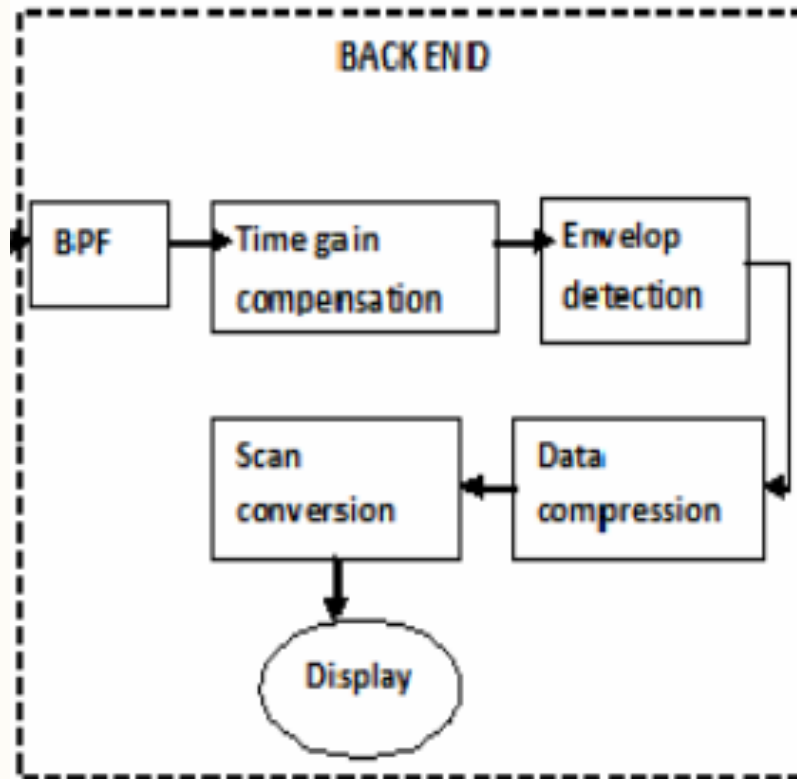 BACK END
BPF
Time gain
compensation
Envelop
detection
Data
compression
Scan
conversion
Display